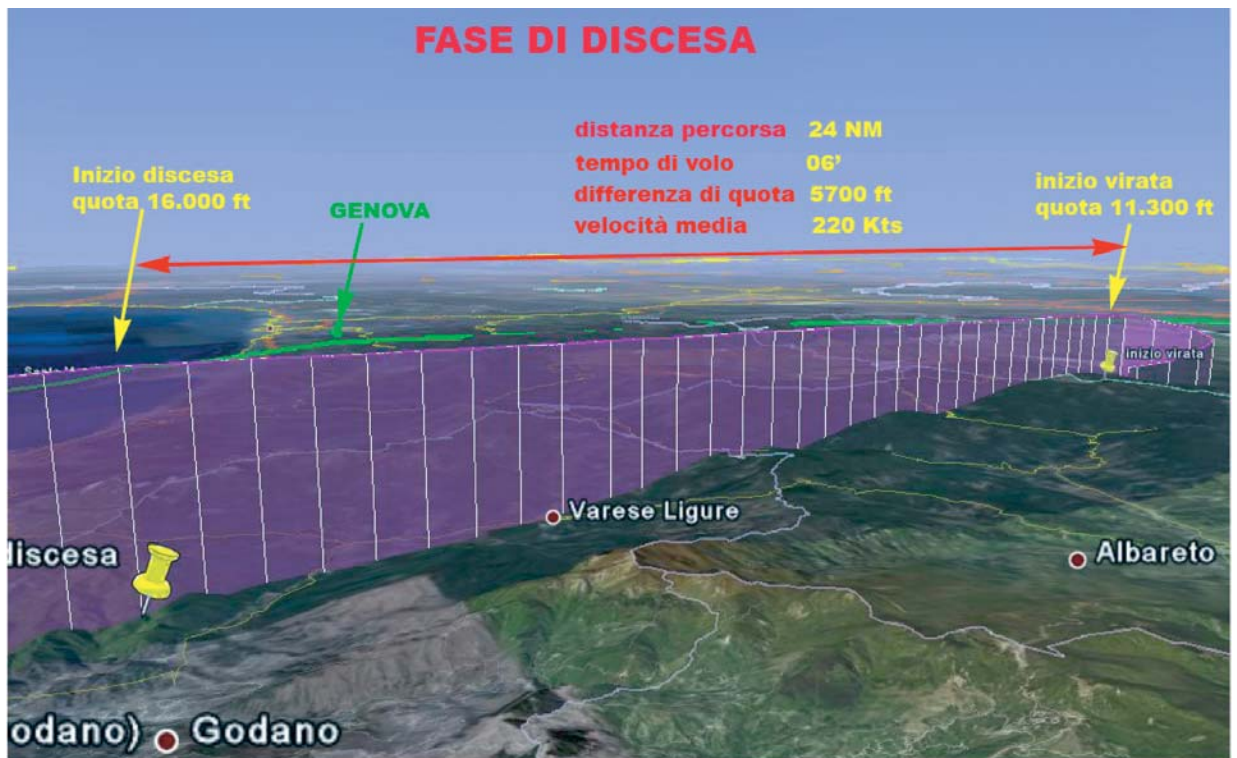 FASE DI DISCESA
distanza percorsa 24 NM
tempo di volo 06'
differenza di quota 5700 ft
velocità media 220 Kts
Inizio discesa
quota 16.000 ft
GENOVA
inizio virata
quota 11.300 ft
inizio virata
Varese Ligure
discesa
Albareto
odano) Godano